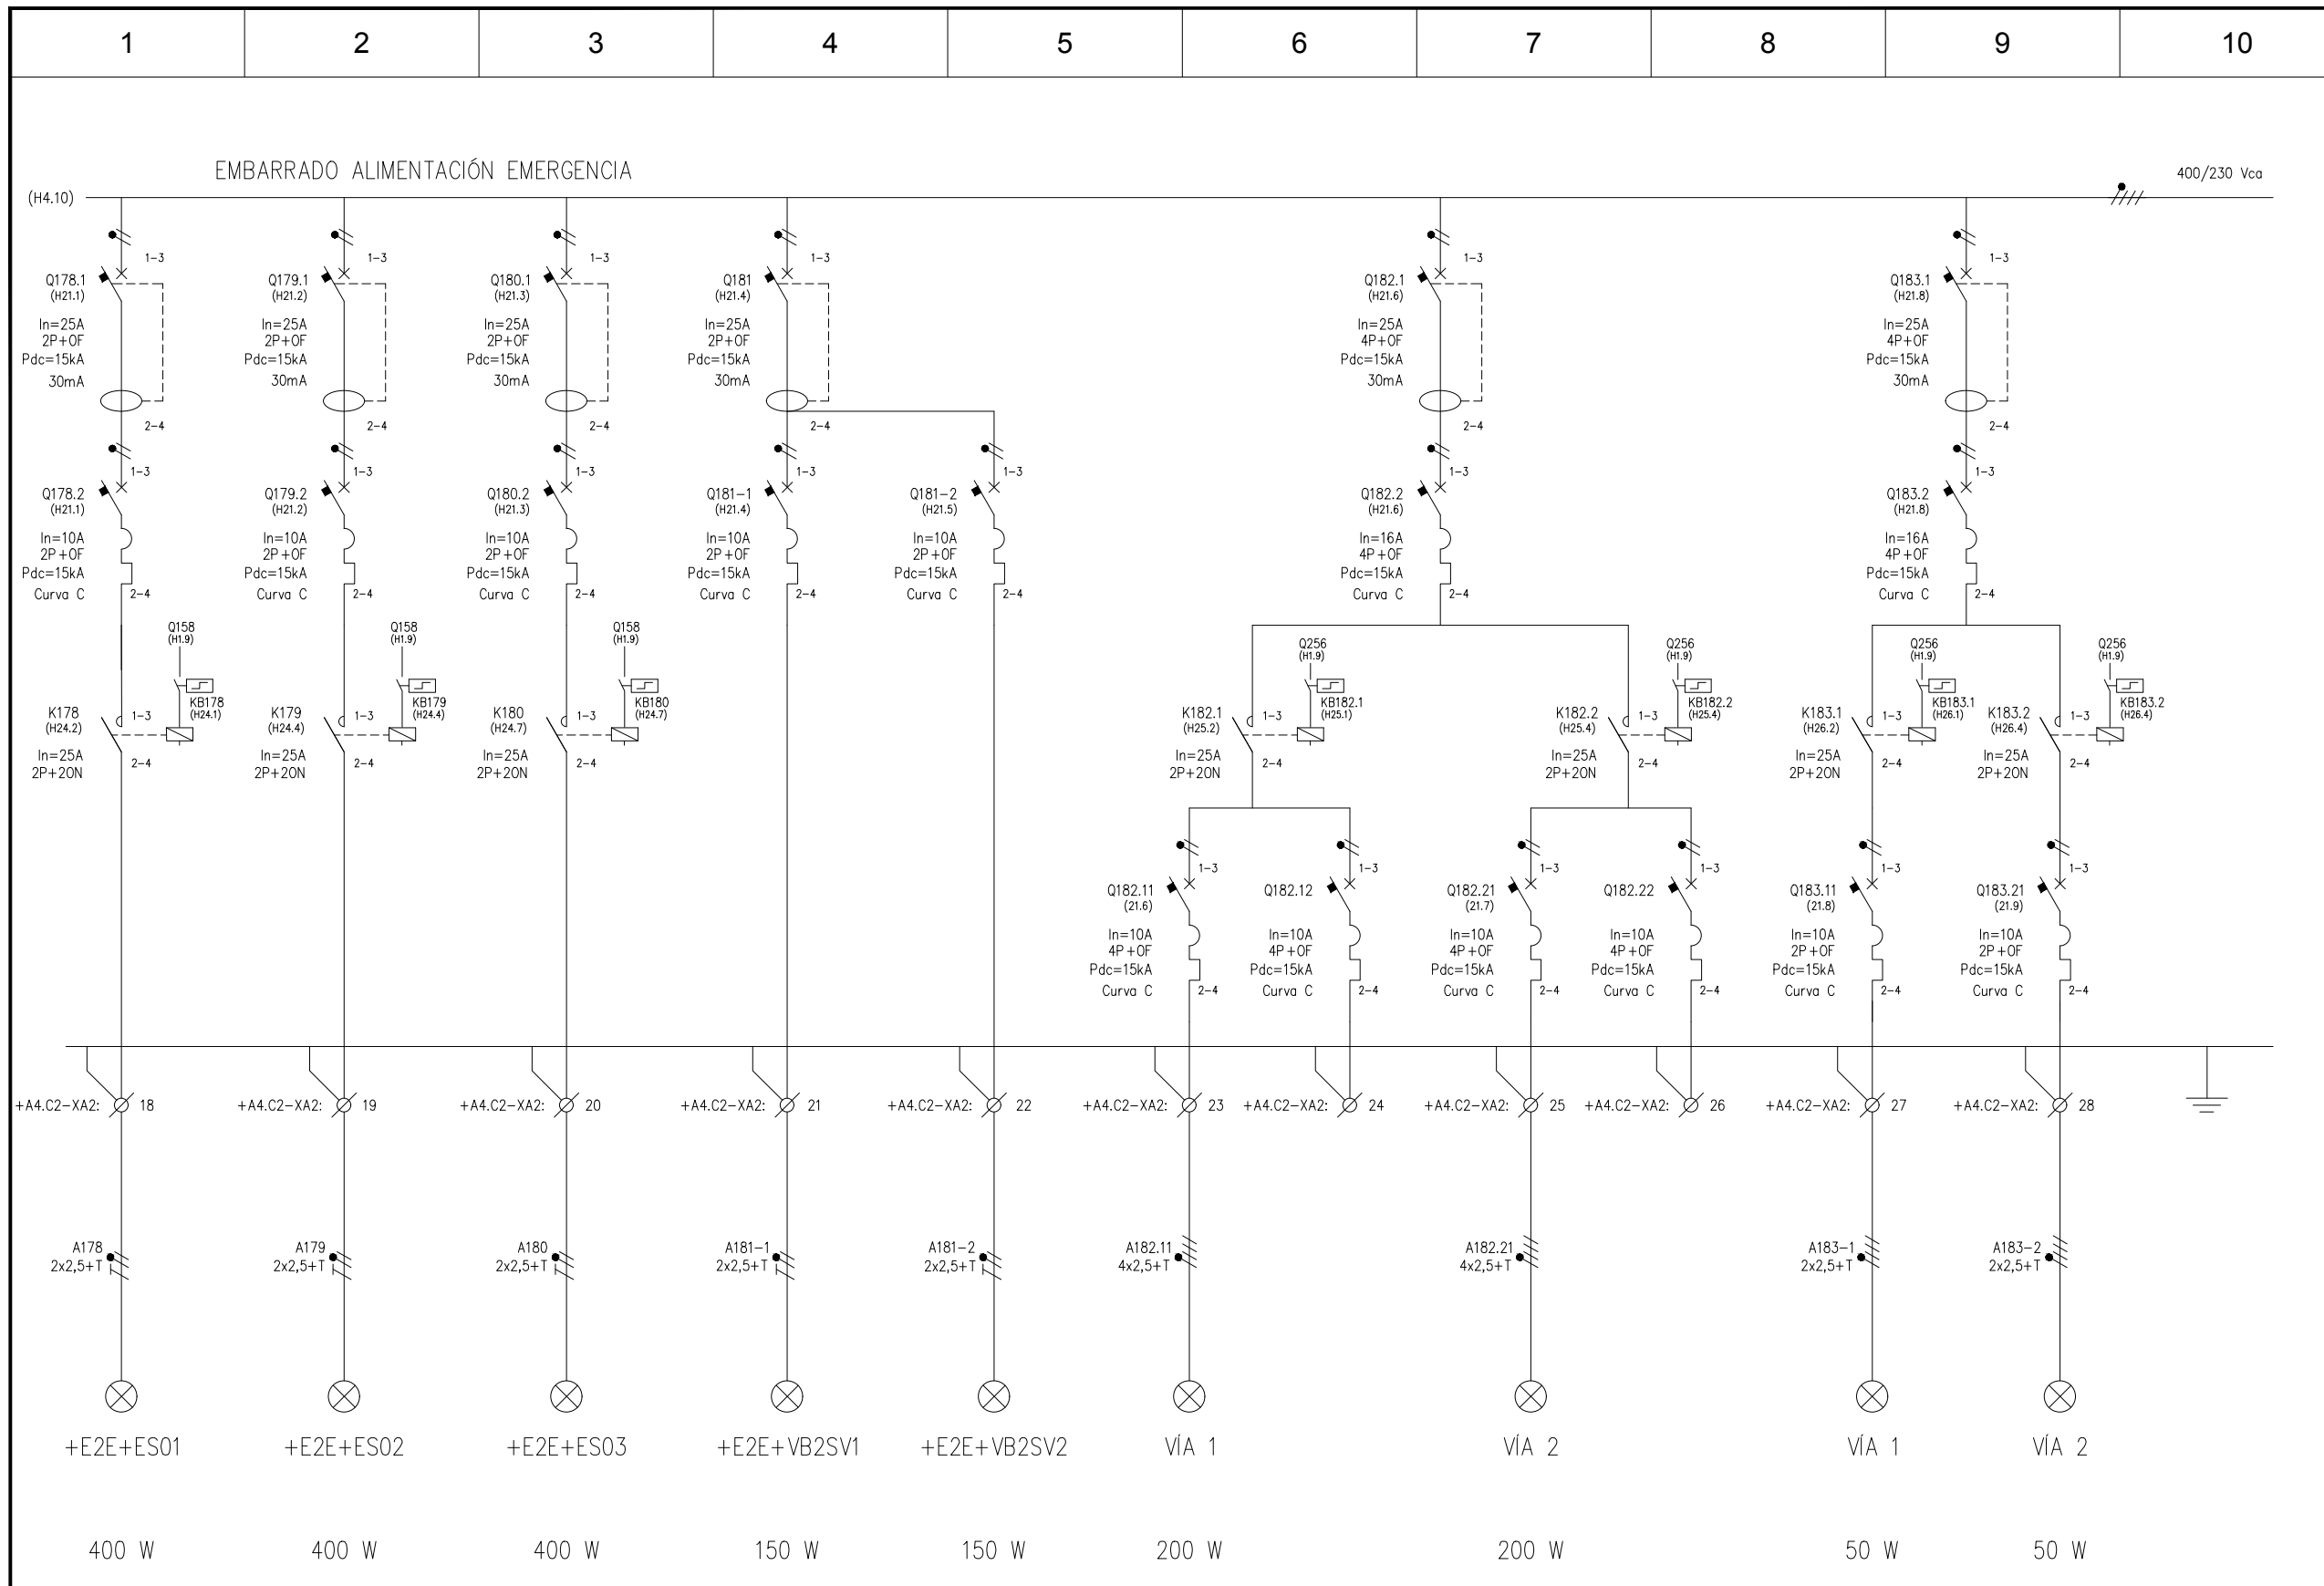 1 2 3 4 5 6 7 8 9 10
EMBARRADO ALIMENTACIÓN EMERGENCIA
400/230 Vca
(H4.10)
1-3 1-3 1-3 1-3 1-3 1-3
Q178.1 Q179.1 Q180.1 Q181 Q182.1 Q183.1
(H21.1) (H21.2) (H21.3) (H21.4) (H21.6) (H21.8)
In=25A In=25A In=25A In=25A In=25A In=25A
2P+OF 2P+OF 2P+OF 2P+OF 4P+OF 4P+OF
Pdc=15kA Pdc=15kA Pdc=15kA Pdc=15kA Pdc=15kA Pdc=15kA
30mA 30mA 30mA 30mA 30mA 30mA
2-4 2-4 2-4 2-4 2-4 2-4
1-3 1-3 1-3 1-3 1-3 1-3 1-3
Q178.2 Q179.2 Q180.2 Q181-1 Q181-2 Q182.2 Q183.2
(H21.1) (H21.2) (H21.3) (H21.4) (H21.5) (H21.6) (H21.8)
In=10A In=10A In=10A In=10A In=10A In=16A In=16A
2P+OF 2P+OF 2P+OF 2P+OF 2P+OF 4P+OF 4P+OF
Pdc=15kA Pdc=15kA Pdc=15kA Pdc=15kA Pdc=15kA Pdc=15kA Pdc=15kA
Curva C 2-4 Curva C 2-4 Curva C 2-4 Curva C 2-4 Curva C 2-4 Curva C 2-4 Curva C 2-4
Q158 Q158 Q158
(H1.9) (H1.9) (H1.9)
Q256 Q256 Q256 Q256
(H1.9) (H1.9) (H1.9) (H1.9)
KB178 KB179 KB180 KB182.1 KB182.2 KB183.1 KB183.2
(H24.1) (H24.4) (H24.7) (H25.1) (H25.4) (H26.1) (H26.4)
K178 1-3 K179 1-3 K180 1-3 K182.1 1-3 K182.2 1-3 K183.1 1-3 K183.2 1-3
(H24.2) (H24.4) (H24.7) (H25.2) (H25.4) (H26.2) (H26.4)
In=25A In=25A In=25A In=25A In=25A In=25A In=25A
2-4 2-4 2-4 2-4 2-4 2-4 2-4
2P+20N 2P+20N 2P+20N 2P+20N 2P+20N 2P+20N 2P+20N
1-3 1-3 1-3 1-3 1-3 1-3
Q182.11 Q182.12 Q182.21 Q182.22 Q183.11 Q183.21
(21.6) (21.7) (21.8) (21.9)
In=10A In=10A In=10A In=10A In=10A In=10A
4P+OF 4P+OF 4P+OF 4P+OF 2P+OF 2P+OF
Pdc=15kA Pdc=15kA Pdc=15kA Pdc=15kA Pdc=15kA Pdc=15kA
Curva C 2-4 Curva C 2-4 Curva C 2-4 Curva C 2-4 Curva C 2-4 Curva C 2-4
+A4.C2-XA2: 18 +A4.C2-XA2: 19 +A4.C2-XA2: 20 +A4.C2-XA2: 21 +A4.C2-XA2: 22 +A4.C2-XA2: 23 +A4.C2-XA2: 24 +A4.C2-XA2: 25 +A4.C2-XA2: 26 +A4.C2-XA2: 27 +A4.C2-XA2: 28
A178 A179 A180 A181-1 A181-2 A182.11 A182.21 A183-1 A183-2
2x2,5+T 2x2,5+T 2x2,5+T 2x2,5+T 2x2,5+T 4x2,5+T 4x2,5+T 2x2,5+T 2x2,5+T
+E2E+ES01 +E2E+ES02 +E2E+ES03 +E2E+VB2SV1 +E2E+VB2SV2 VÍA 1 VÍA 2 VÍA 1 VÍA 2
400 W 400 W 400 W 150 W 150 W 200 W 200 W 50 W 50 W